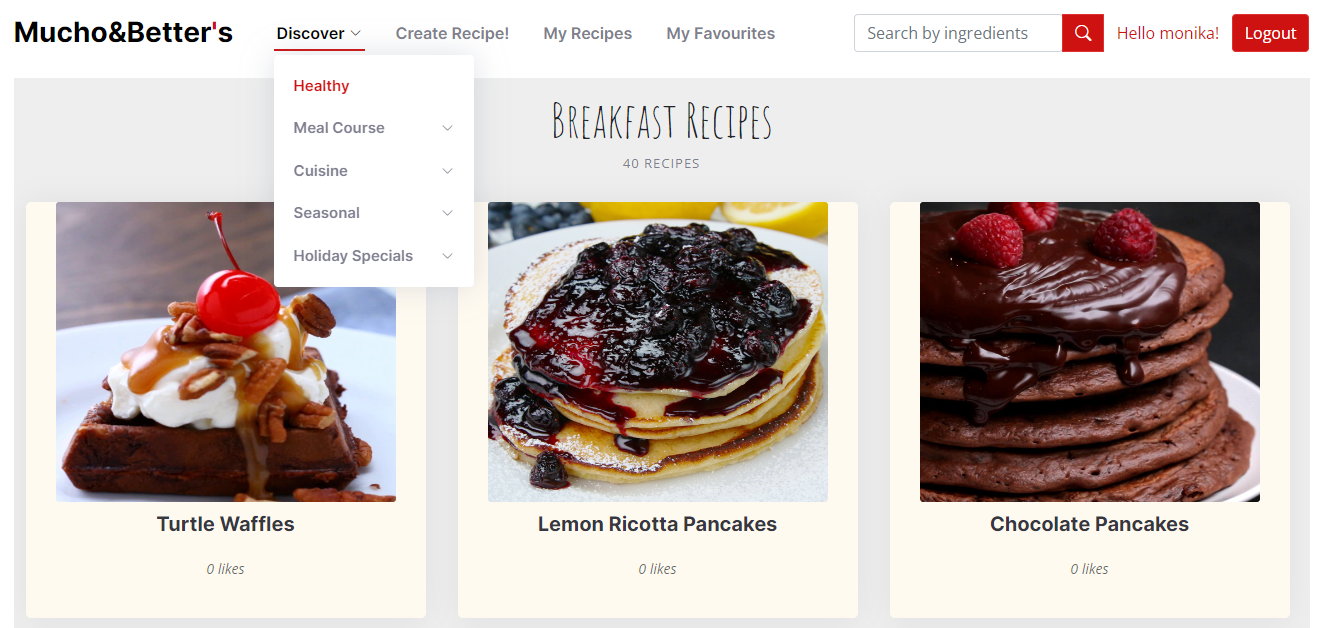 Mucho&Better's
Discover
Create Recipe!
My Recipes
My Favourites
Search by ingredients
Hello monika!
Logout
Healthy
Meal Course
Cuisine
Seasonal
Holiday Specials
Breakfast Recipes
40 RECIPES
Turtle Waffles
0 likes
Lemon Ricotta Pancakes
0 likes
Chocolate Pancakes
0 likes